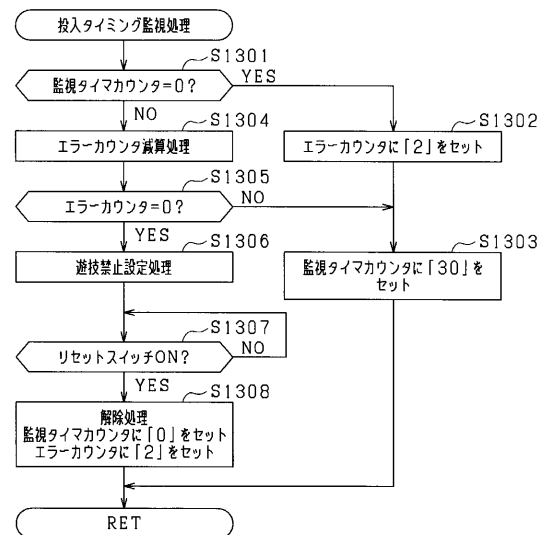 投入タイミング監視処理
S1301
監視タイマカウンタ=0?
YES
NO
S1304
エラーカウンタ減算処理
S1302
エラーカウンタに「2」をセット
S1305
エラーカウンタ=0?
NO
YES
S1306
遊技禁止設定処理
S1303
監視タイマカウンタに「30」を
セット
S1307
リセットスイッチON?
NO
YES
S1308
解除処理
監視タイマカウンタに「0」をセット
エラーカウンタに「2」をセット
RET